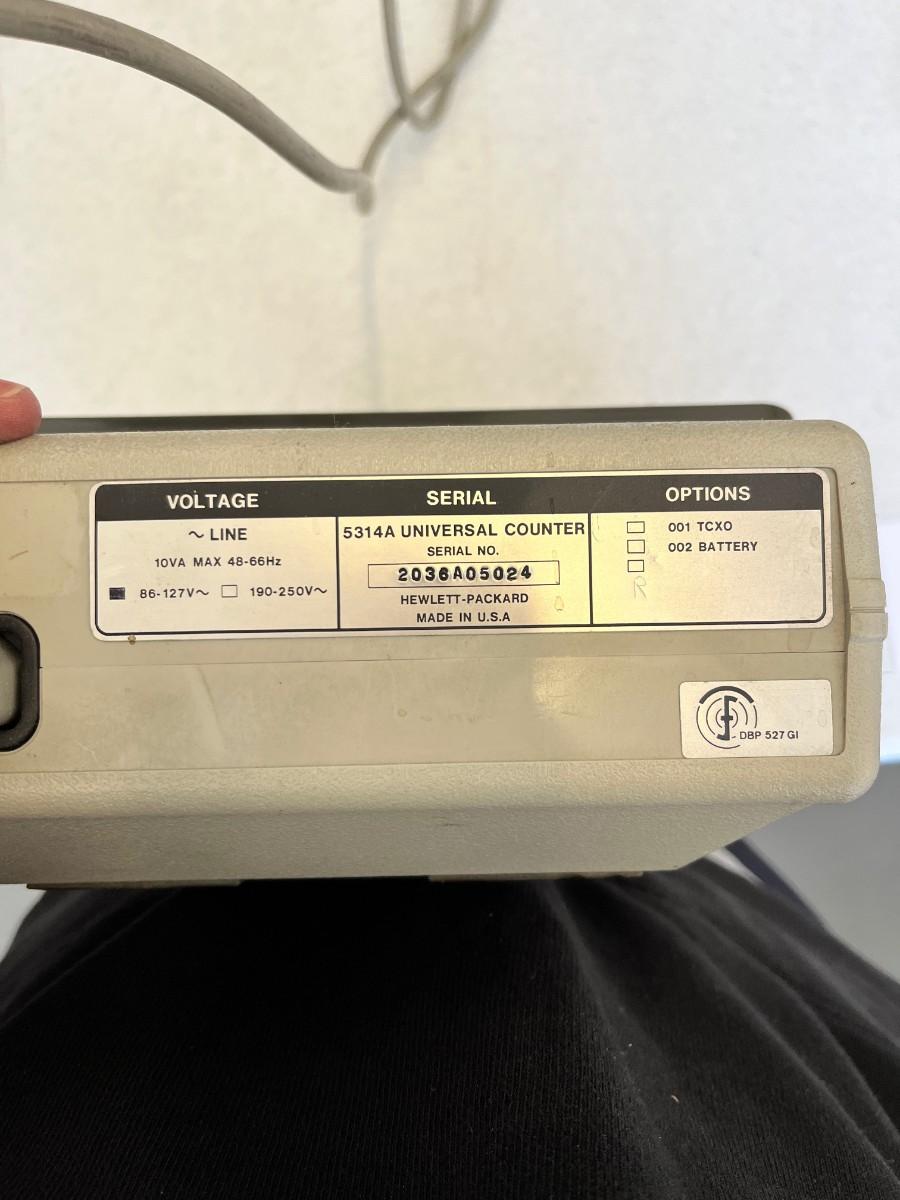 VOLTAGE
∼ LINE
10VA MAX 48-66Hz
86-127V∼ 190-250V∼
SERIAL
5314A UNIVERSAL COUNTER
SERIAL NO.
2036A05024
HEWLETT-PACKARD
MADE IN U.S.A
OPTIONS
001 TCXO
002 BATTERY
R
DBP 527 GI